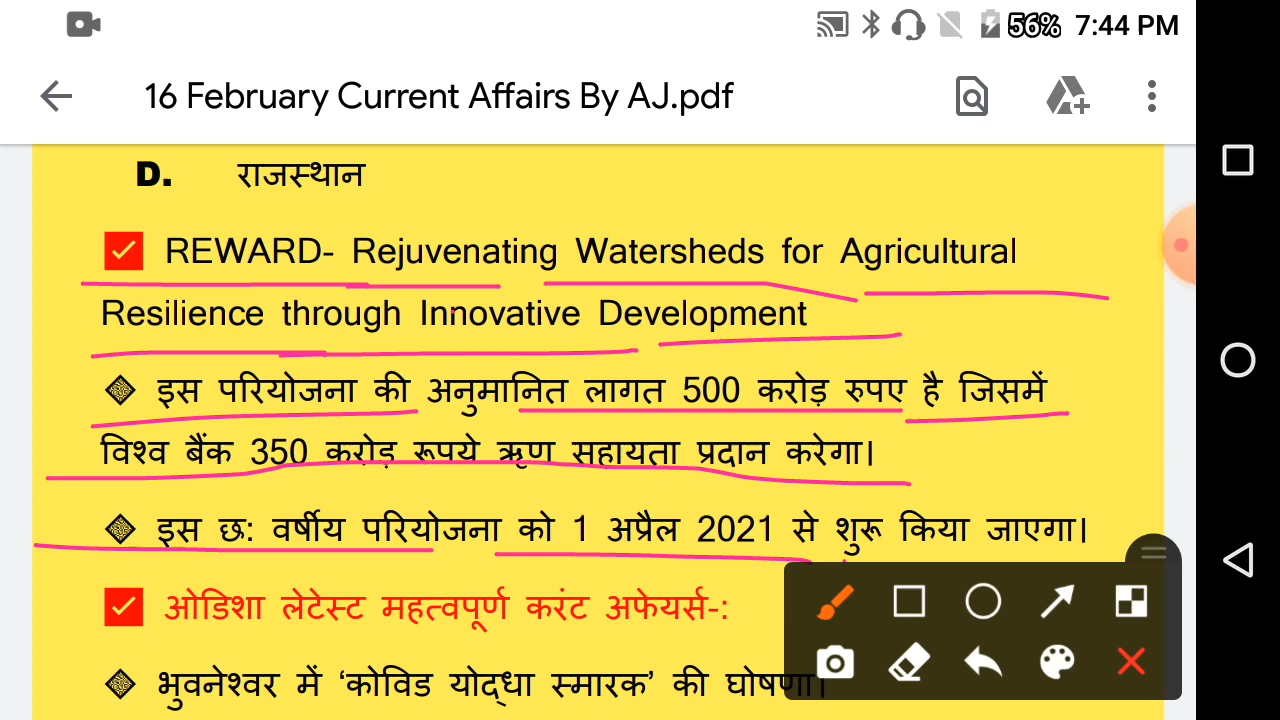 56% 7:44 PM
16 February Current Affairs By AJ.pdf
D. राजस्थान
REWARD- Rejuvenating Watersheds for Agricultural
Resilience through Innovative Development
इस परियोजना की अनुमानित लागत 500 करोड़ रुपए है जिसमें
विश्व बैंक 350 करोड़ रूपये ऋण सहायता प्रदान करेगा।
इस छ: वर्षीय परियोजना को 1 अप्रैल 2021 से शुरू किया जाएगा।
ओडिशा लेटेस्ट महत्वपूर्ण करंट अफेयर्स-:
भुवनेश्वर में ‘कोविड योद्धा स्मारक’ की घोषणा।